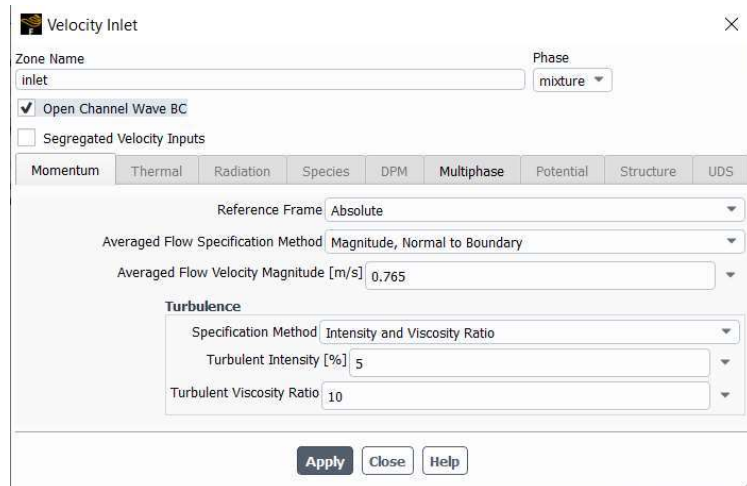 Velocity Inlet
Zone Name
Phase
inlet
mixture
Open Channel Wave BC
Segregated Velocity Inputs
Momentum Thermal Radiation Species DPM Multiphase Potential Structure UDS
Reference Frame Absolute
Averaged Flow Specification Method Magnitude, Normal to Boundary
Averaged Flow Velocity Magnitude [m/s] 0.765
Turbulence
Specification Method Intensity and Viscosity Ratio
Turbulent Intensity [%] 5
Turbulent Viscosity Ratio 10
Apply Close Help